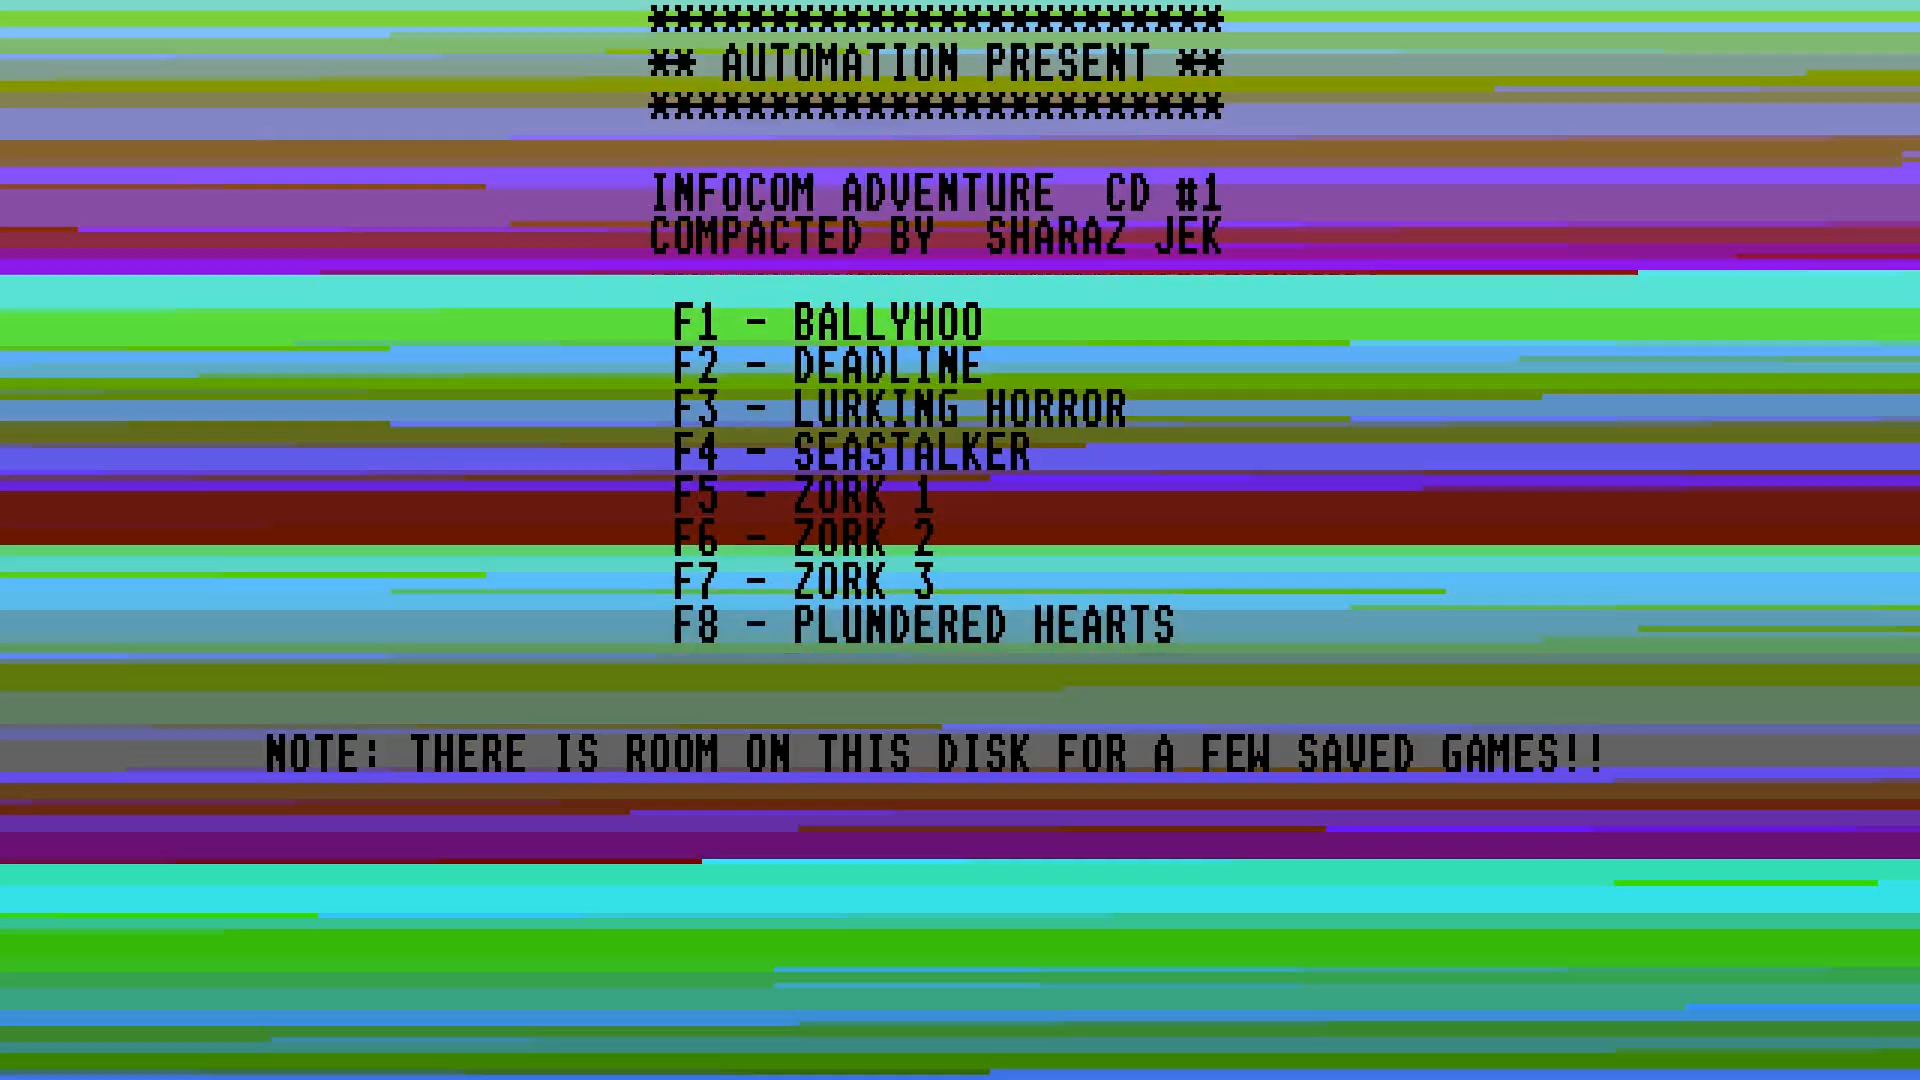 ************************
** AUTOMATION PRESENT **
************************
INFOCOM ADVENTURE  CD #1
COMPACTED BY  SHARAZ JEK
F1 - BALLYHOO
F2 - DEADLINE
F3 - LURKING HORROR
F4 - SEASTALKER
F5 - ZORK 1
F6 - ZORK 2
F7 - ZORK 3
F8 - PLUNDERED HEARTS
NOTE: THERE IS ROOM ON THIS DISK FOR A FEW SAVED GAMES!!